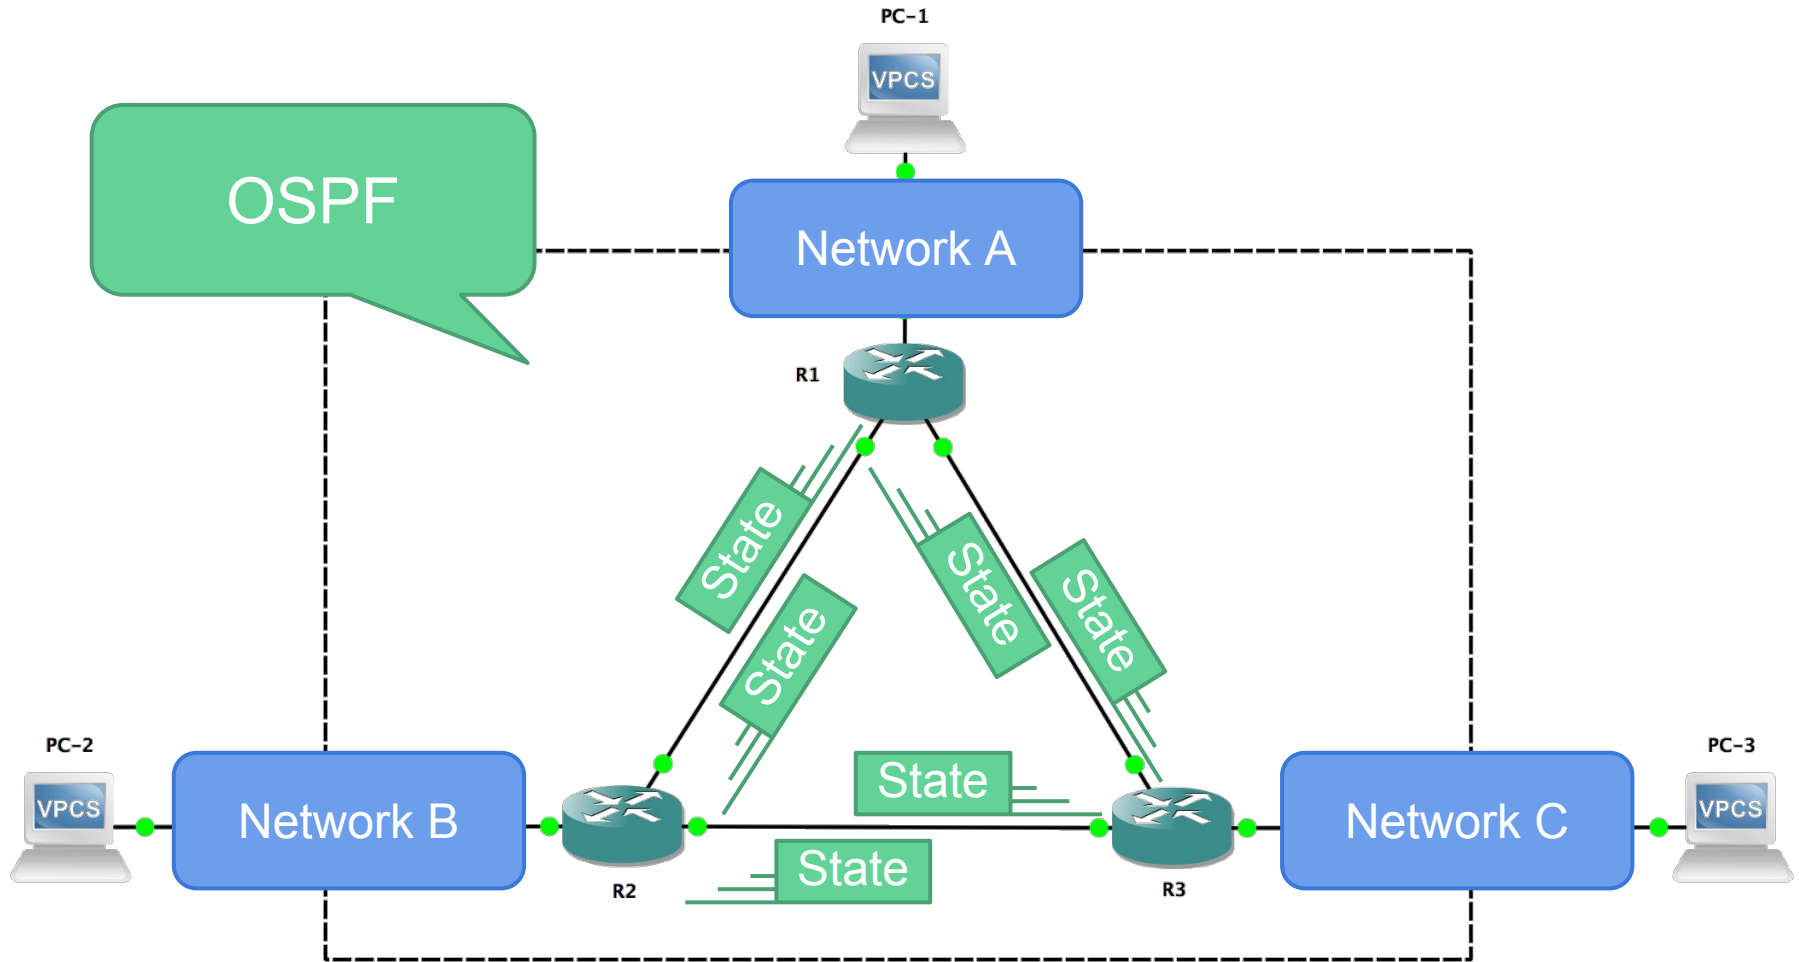 PC-1
VPCS
OSPF
Network A
R1
State
State
State
State
PC-2
VPCS
Network B
R2
State
State
R3
Network C
PC-3
VPCS